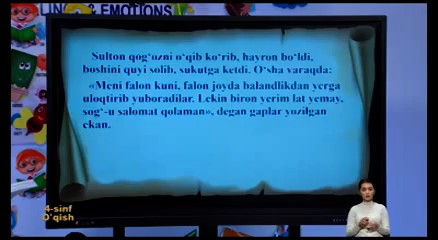 LING & EMOTIONS
Sulton qog‘ozni o‘qib ko‘rib, hayron bo‘ldi,
boshini quyi solib, sukutga ketdi. O‘sha varaqda:
«Meni falon kuni, falon joyda balandlikdan yerga
uloqtirib yuboradilar. Lekin biron yerim lat yemay,
sog‘-u salomat qolaman», degan gaplar yozilgan
ekan.
4-sinf
O‘qish